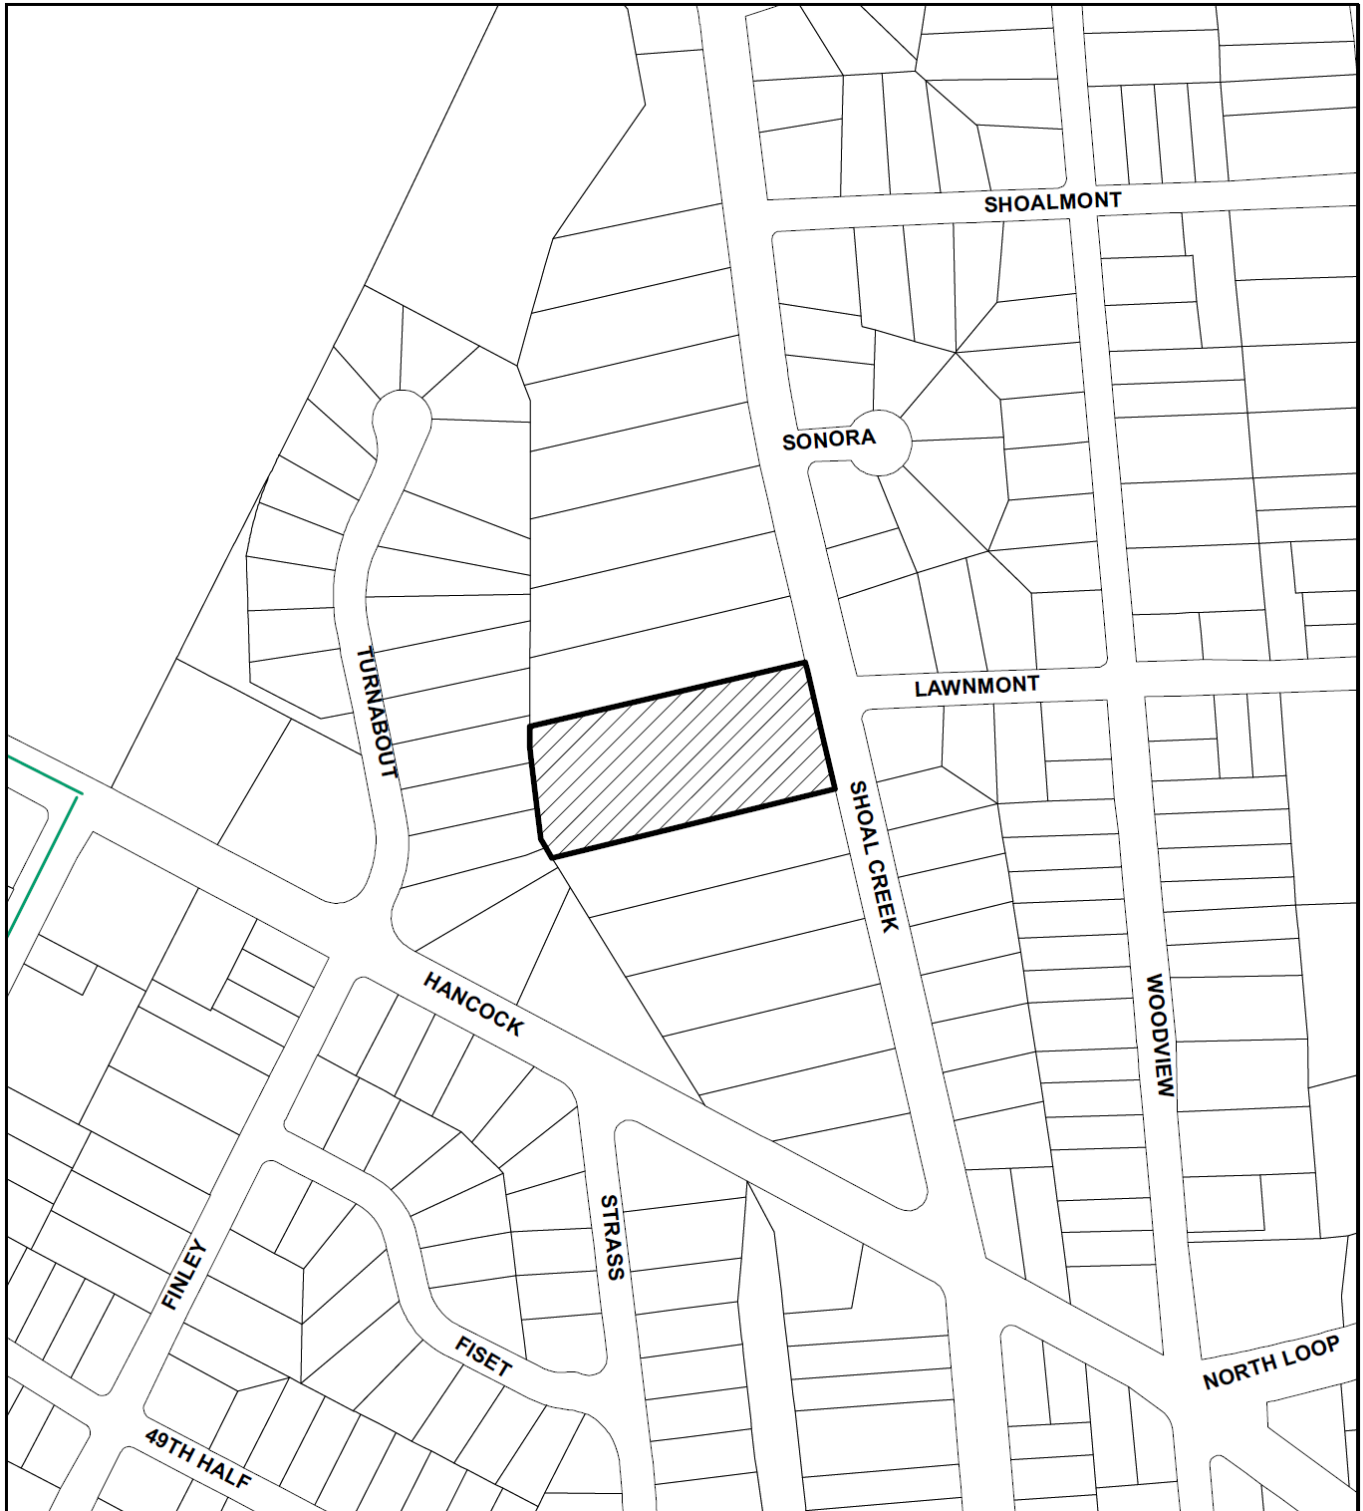 SHOALMONT
SONORA
TURNABOUT
LAWNMONT
SHOAL CREEK
HANCOCK
WOODVIEW
STRASS
FINLEY
FISET
NORTH LOOP
49TH HALF